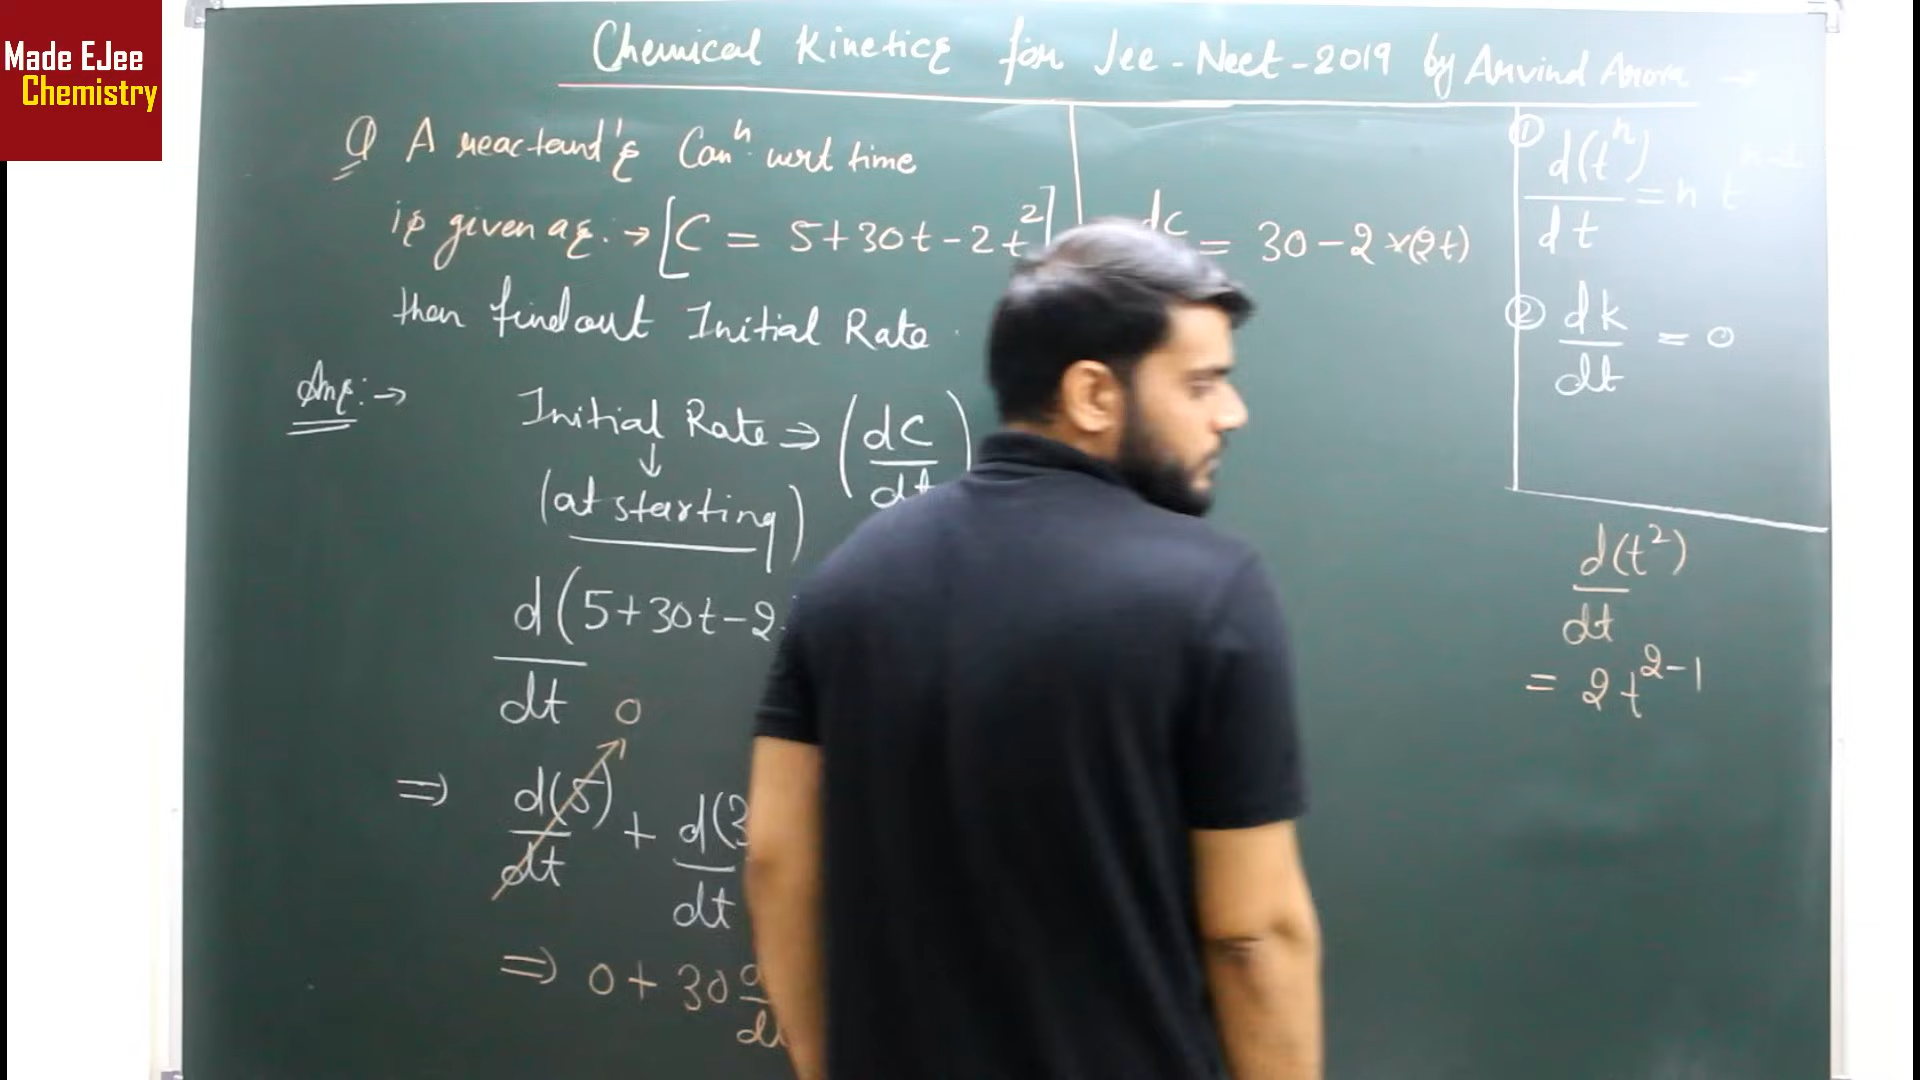 Made EJee
Chemistry
Chemical Kinetics for Jee - Neet - 2019 by Arvind Arora →
Q A reactant's Conⁿ wrt time
is given as: → [C = 5+30t-2t²]
then find out Initial Rate.
Ans: → Initial Rate ⇒ (dC/dt)
↓
(at starting)
d(5+30t-2
dt
0
⇒ d(5)/dt + d(3
dt
⇒ 0 + 30
dc = 30 - 2×(2t)
① d(tⁿ)/dt = n t
② dk/dt = 0
d(t²)
dt
= 2t²⁻¹